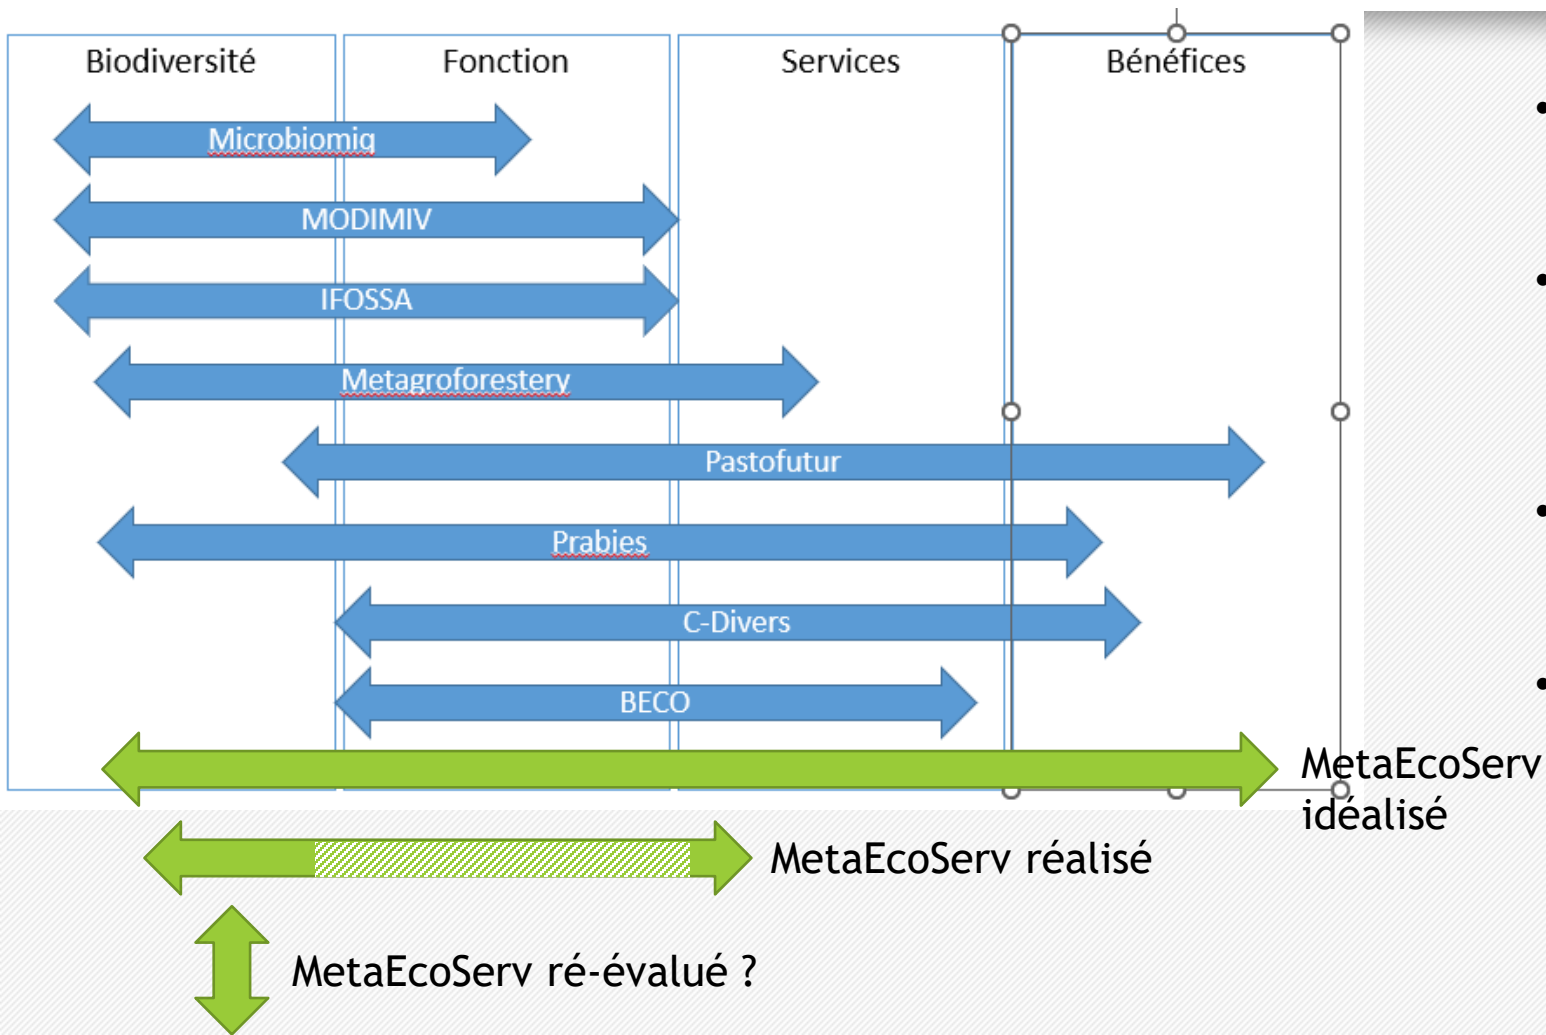 Biodiversité
Fonction
Services
Bénéfices
Microbiomiq
MODIMIV
IFOSSA
Metagroforestery
Pastofutur
Prabies
C-Divers
BECO
MetaEcoServ
idéalisé
MetaEcoServ réalisé
MetaEcoServ ré-évalué ?